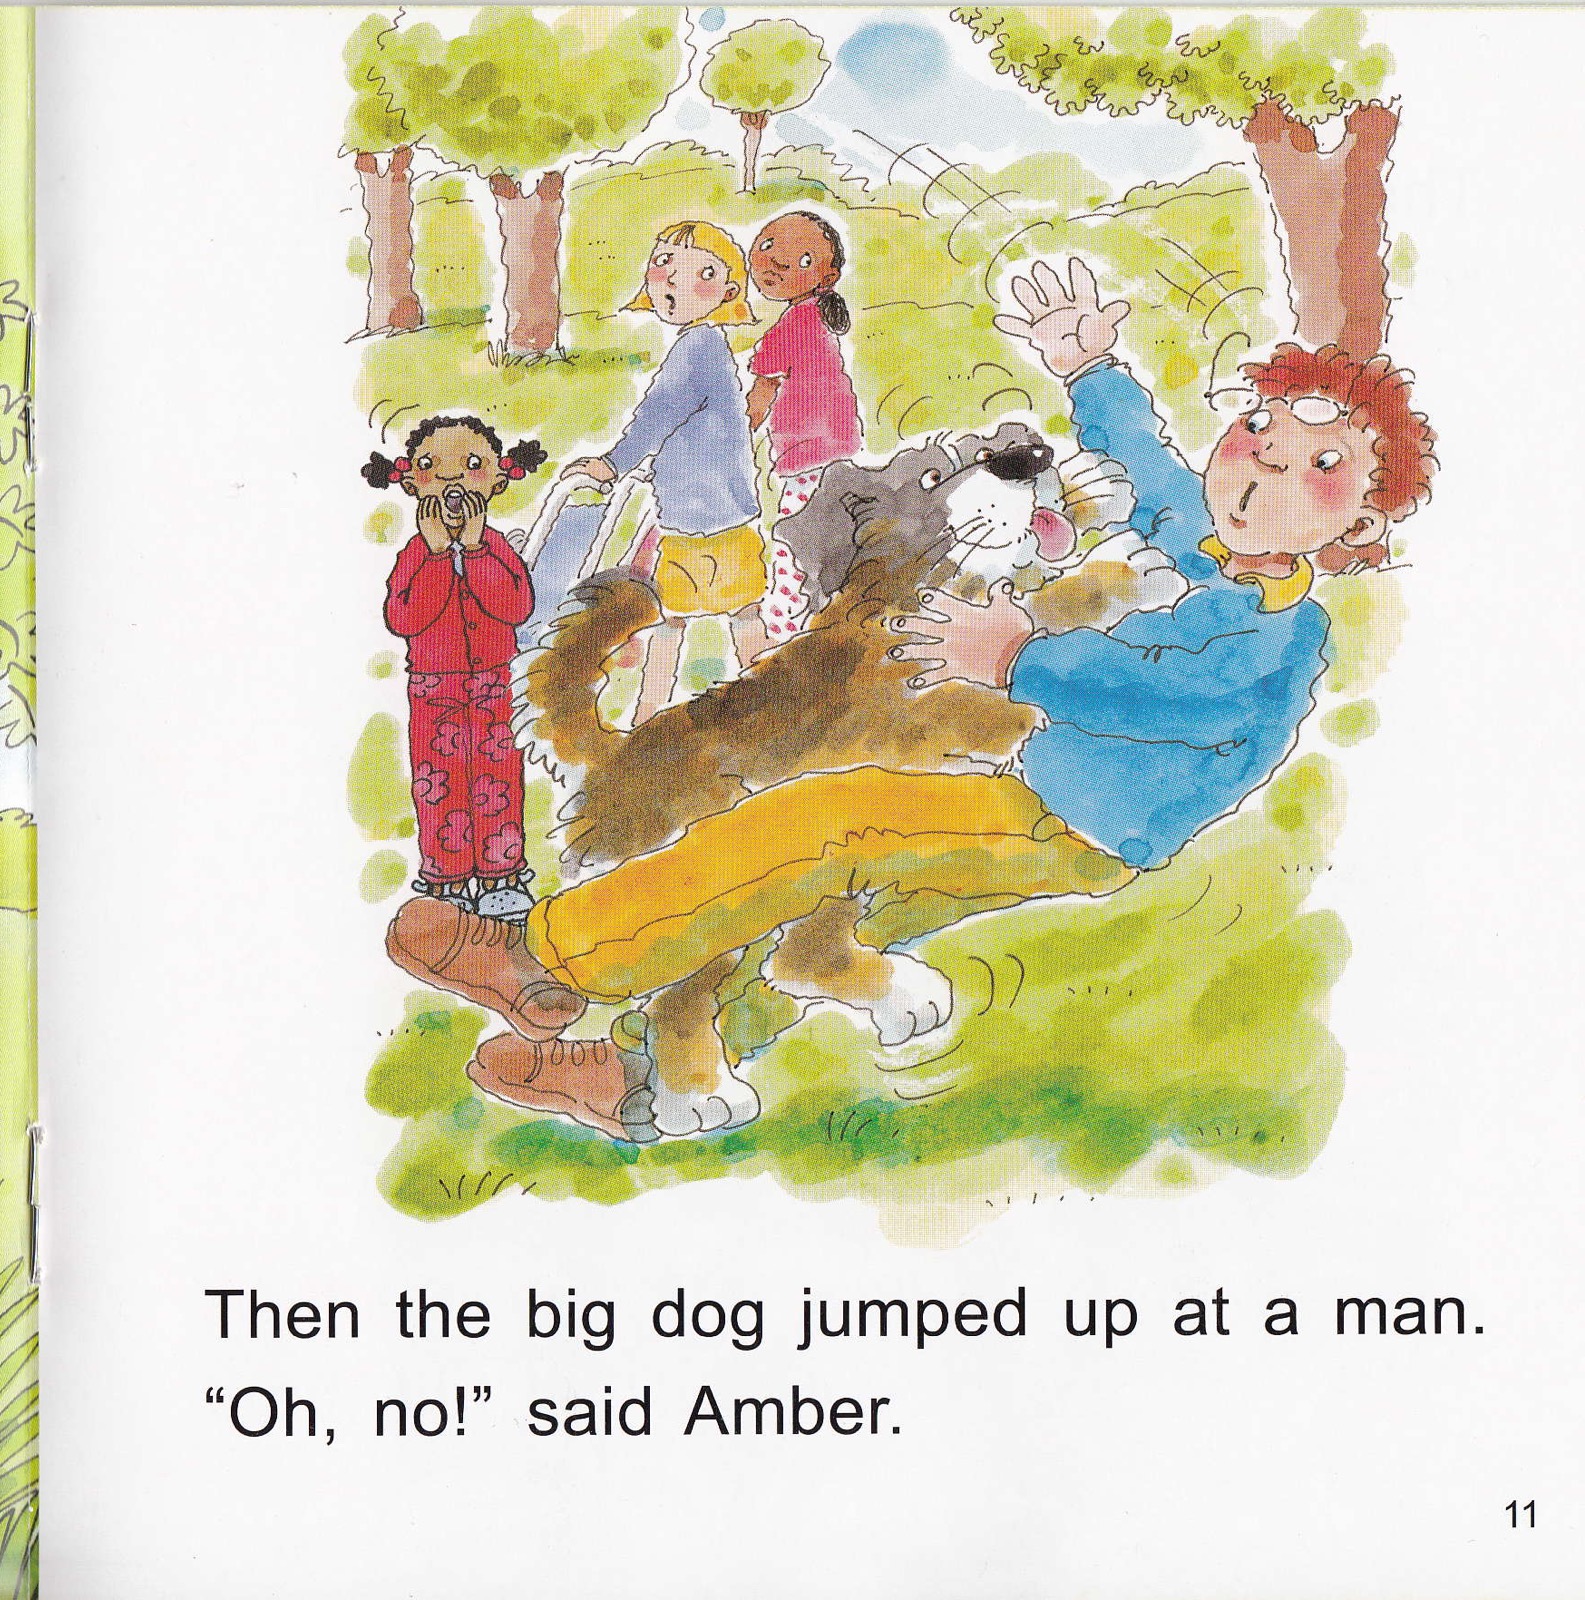 Then the big dog jumped up at a man.
“Oh, no!” said Amber.
11